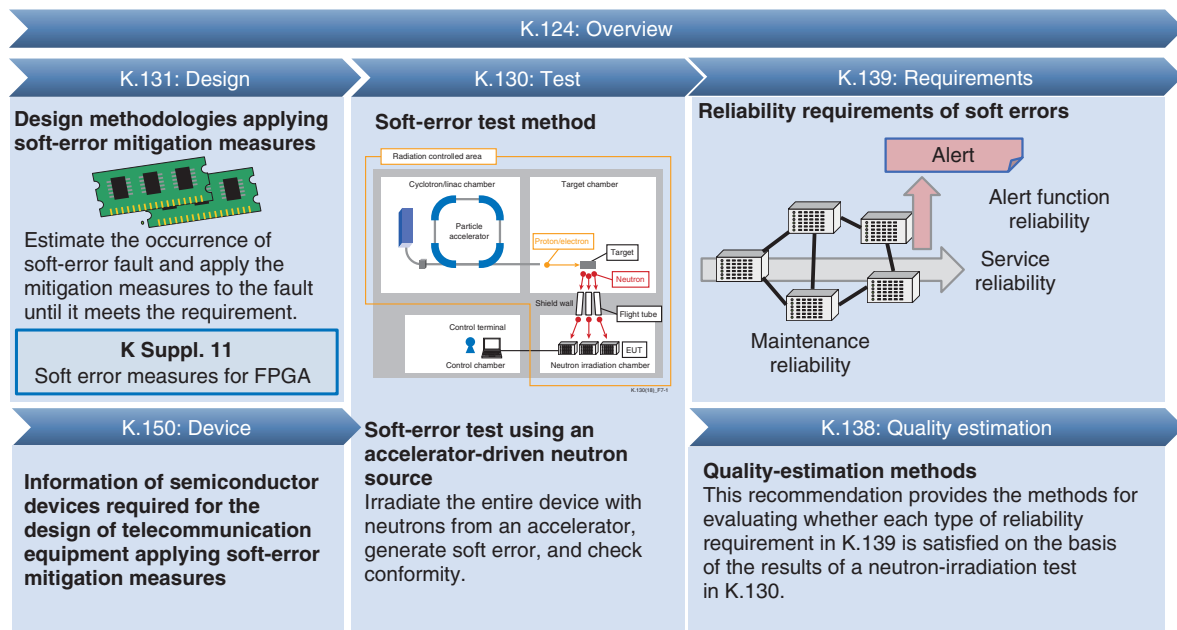 K.124: Overview
K.131: Design
Design methodologies applying
soft-error mitigation measures
Estimate the occurrence of
soft-error fault and apply the
mitigation measures to the fault
until it meets the requirement.
K Suppl. 11
Soft error measures for FPGA
K.150: Device
Information of semiconductor
devices required for the
design of telecommunication
equipment applying soft-error
mitigation measures
K.130: Test
Soft-error test method
Radiation controlled area
Cyclotron/linac chamber
Target chamber
Particle
accelerator
Proton/electron
Target
Neutron
Shield wall
Flight tube
Control terminal
Control chamber
EUT
Neutron irradiation chamber
K.130(18)_F7-1
Soft-error test using an
accelerator-driven neutron
source
Irradiate the entire device with
neutrons from an accelerator,
generate soft error, and check
conformity.
K.139: Requirements
Reliability requirements of soft errors
Alert
Alert function
reliability
Service
reliability
Maintenance
reliability
K.138: Quality estimation
Quality-estimation methods
This recommendation provides the methods for
evaluating whether each type of reliability
requirement in K.139 is satisfied on the basis
of the results of a neutron-irradiation test
in K.130.